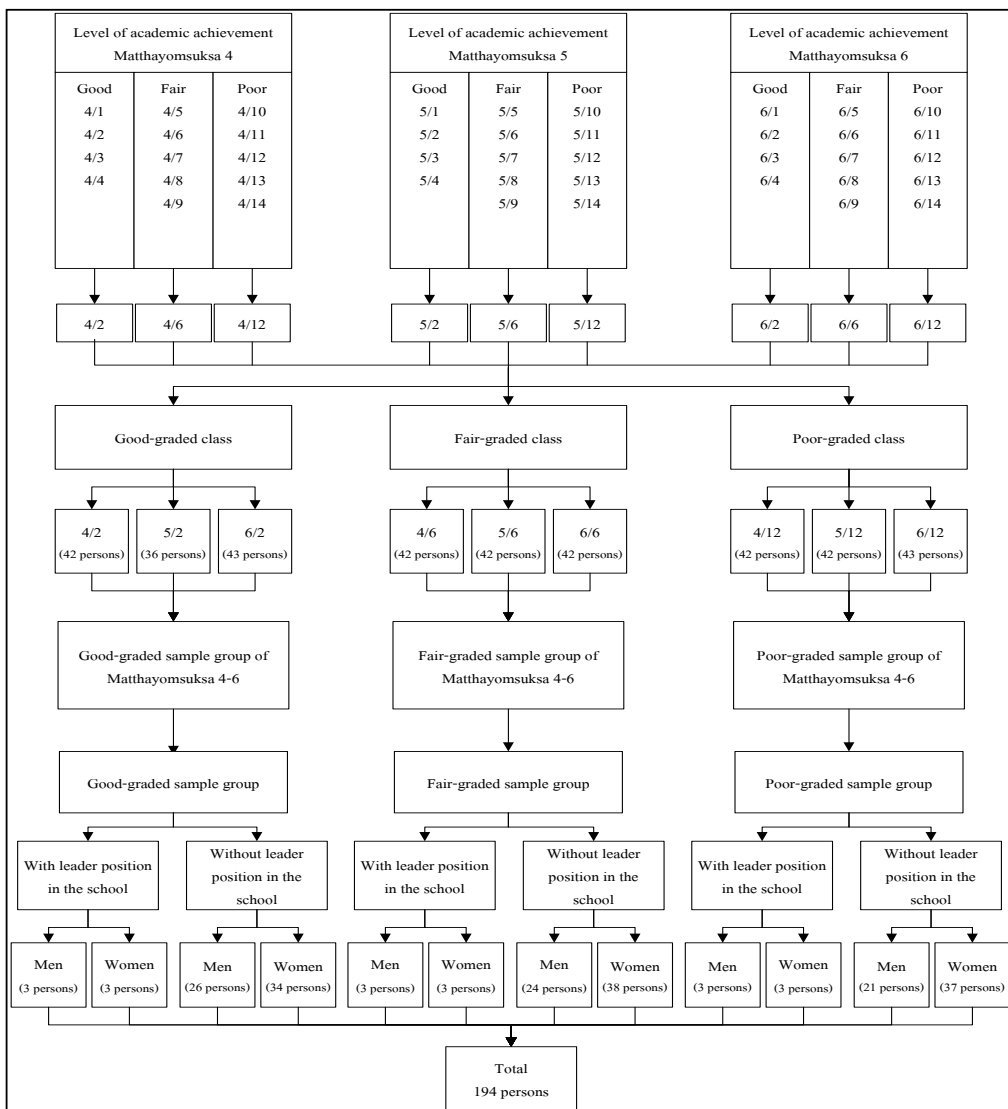 Level of academic achievement
Matthayomsuksa 4
Good Fair Poor
4/1 4/5 4/10
4/2 4/6 4/11
4/3 4/7 4/12
4/4 4/8 4/13
4/9 4/14
Level of academic achievement
Matthayomsuksa 5
Good Fair Poor
5/1 5/5 5/10
5/2 5/6 5/11
5/3 5/7 5/12
5/4 5/8 5/13
5/9 5/14
Level of academic achievement
Matthayomsuksa 6
Good Fair Poor
6/1 6/5 6/10
6/2 6/6 6/11
6/3 6/7 6/12
6/4 6/8 6/13
6/9 6/14
4/2 4/6 4/12 5/2 5/6 5/12 6/2 6/6 6/12
Good-graded class
Fair-graded class
Poor-graded class
4/2 5/2 6/2
(42 persons) (36 persons) (43 persons)
4/6 5/6 6/6
(42 persons) (42 persons) (42 persons)
4/12 5/12 6/12
(42 persons) (42 persons) (43 persons)
Good-graded sample group of
Matthayomsuksa 4-6
Fair-graded sample group of
Matthayomsuksa 4-6
Poor-graded sample group of
Matthayomsuksa 4-6
Good-graded sample group
Fair-graded sample group
Poor-graded sample group
With leader position
in the school
Without leader
position in the
school
With leader position
in the school
Without leader
position in the
school
With leader position
in the school
Without leader
position in the
school
Men Women Men Women Men Women Men Women Men Women Men Women
(3 persons) (3 persons) (26 persons) (34 persons) (3 persons) (3 persons) (24 persons) (38 persons) (3 persons) (3 persons) (21 persons) (37 persons)
Total
194 persons